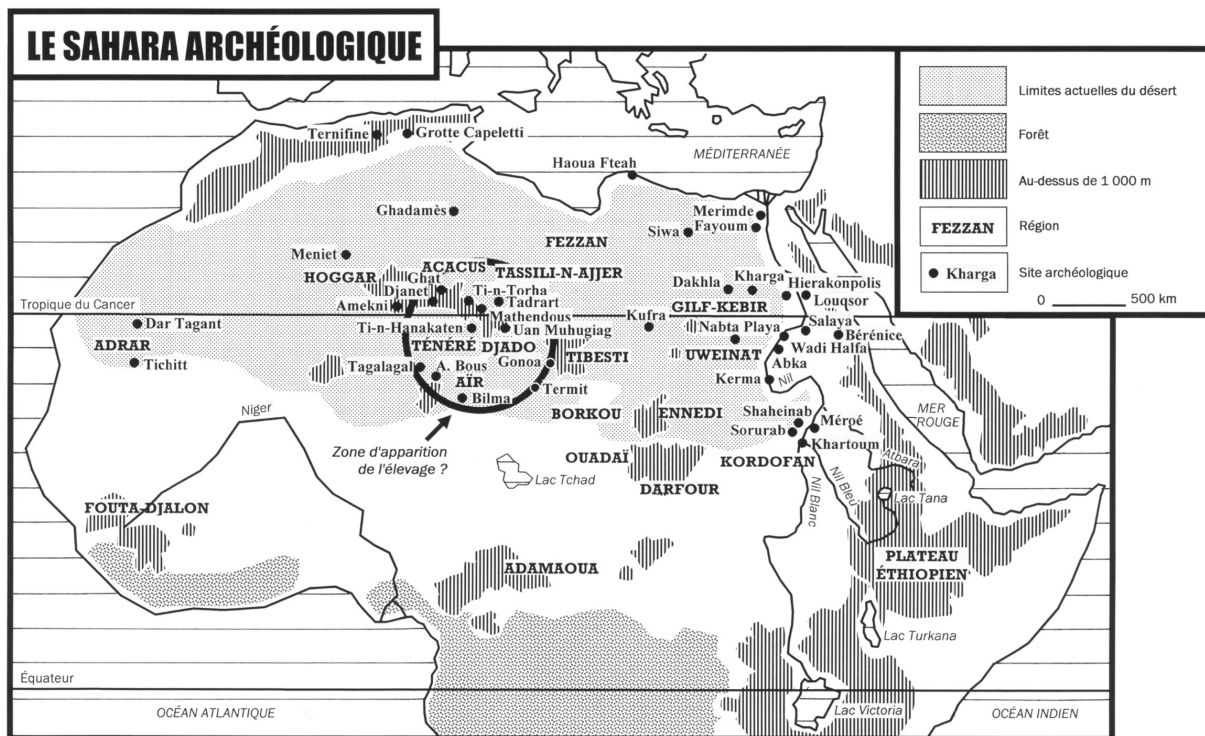 LE SAHARA ARCHÉOLOGIQUE
Limites actuelles du désert
Forêt
Au-dessus de 1 000 m
FEZZAN
Région
Kharga
Site archéologique
0
500 km
Ternifine
Grotte Capeletti
MÉDITERRANÉE
Haoua Fteah
Ghadamès
Merimde
Fayoum
Siwa
FEZZAN
Meniet
HOGGAR
ACACUS
TASSILI-N-AJJER
Ghat
Djanet
Amekni
Ti-n-Torha
Tadrart
Dakhla
Kharga
Hierakonpolis
Louqsor
GILF-KEBIR
Tropique du Cancer
Mathendous
Kufra
Dar Tagant
Ti-n-Hanakaten
Uan Muhugiag
Nabta Playa
Salaya
Bérénice
Wadi Halfa
Abka
ADRAR
TÉNÉRÉ
DJADO
Gonoa
TIBESTI
UWEINAT
Tichitt
Tagalagal
A. Bous
AÏR
Bilma
Termit
Kerma
Nil
Niger
BORKOU
ENNEDI
Shaheinab
Sorurab
Méroé
Khartoum
MER
ROUGE
Zone d'apparition
de l'élevage ?
OUADAÏ
KORDOFAN
Atbara
Lac Tchad
DARFOUR
Nil Blanc
Nil Bleu
Lac Tana
FOUTA-DJALON
ADAMAOUA
PLATEAU
ÉTHIOPIEN
Lac Turkana
Équateur
OCÉAN ATLANTIQUE
Lac Victoria
OCÉAN INDIEN